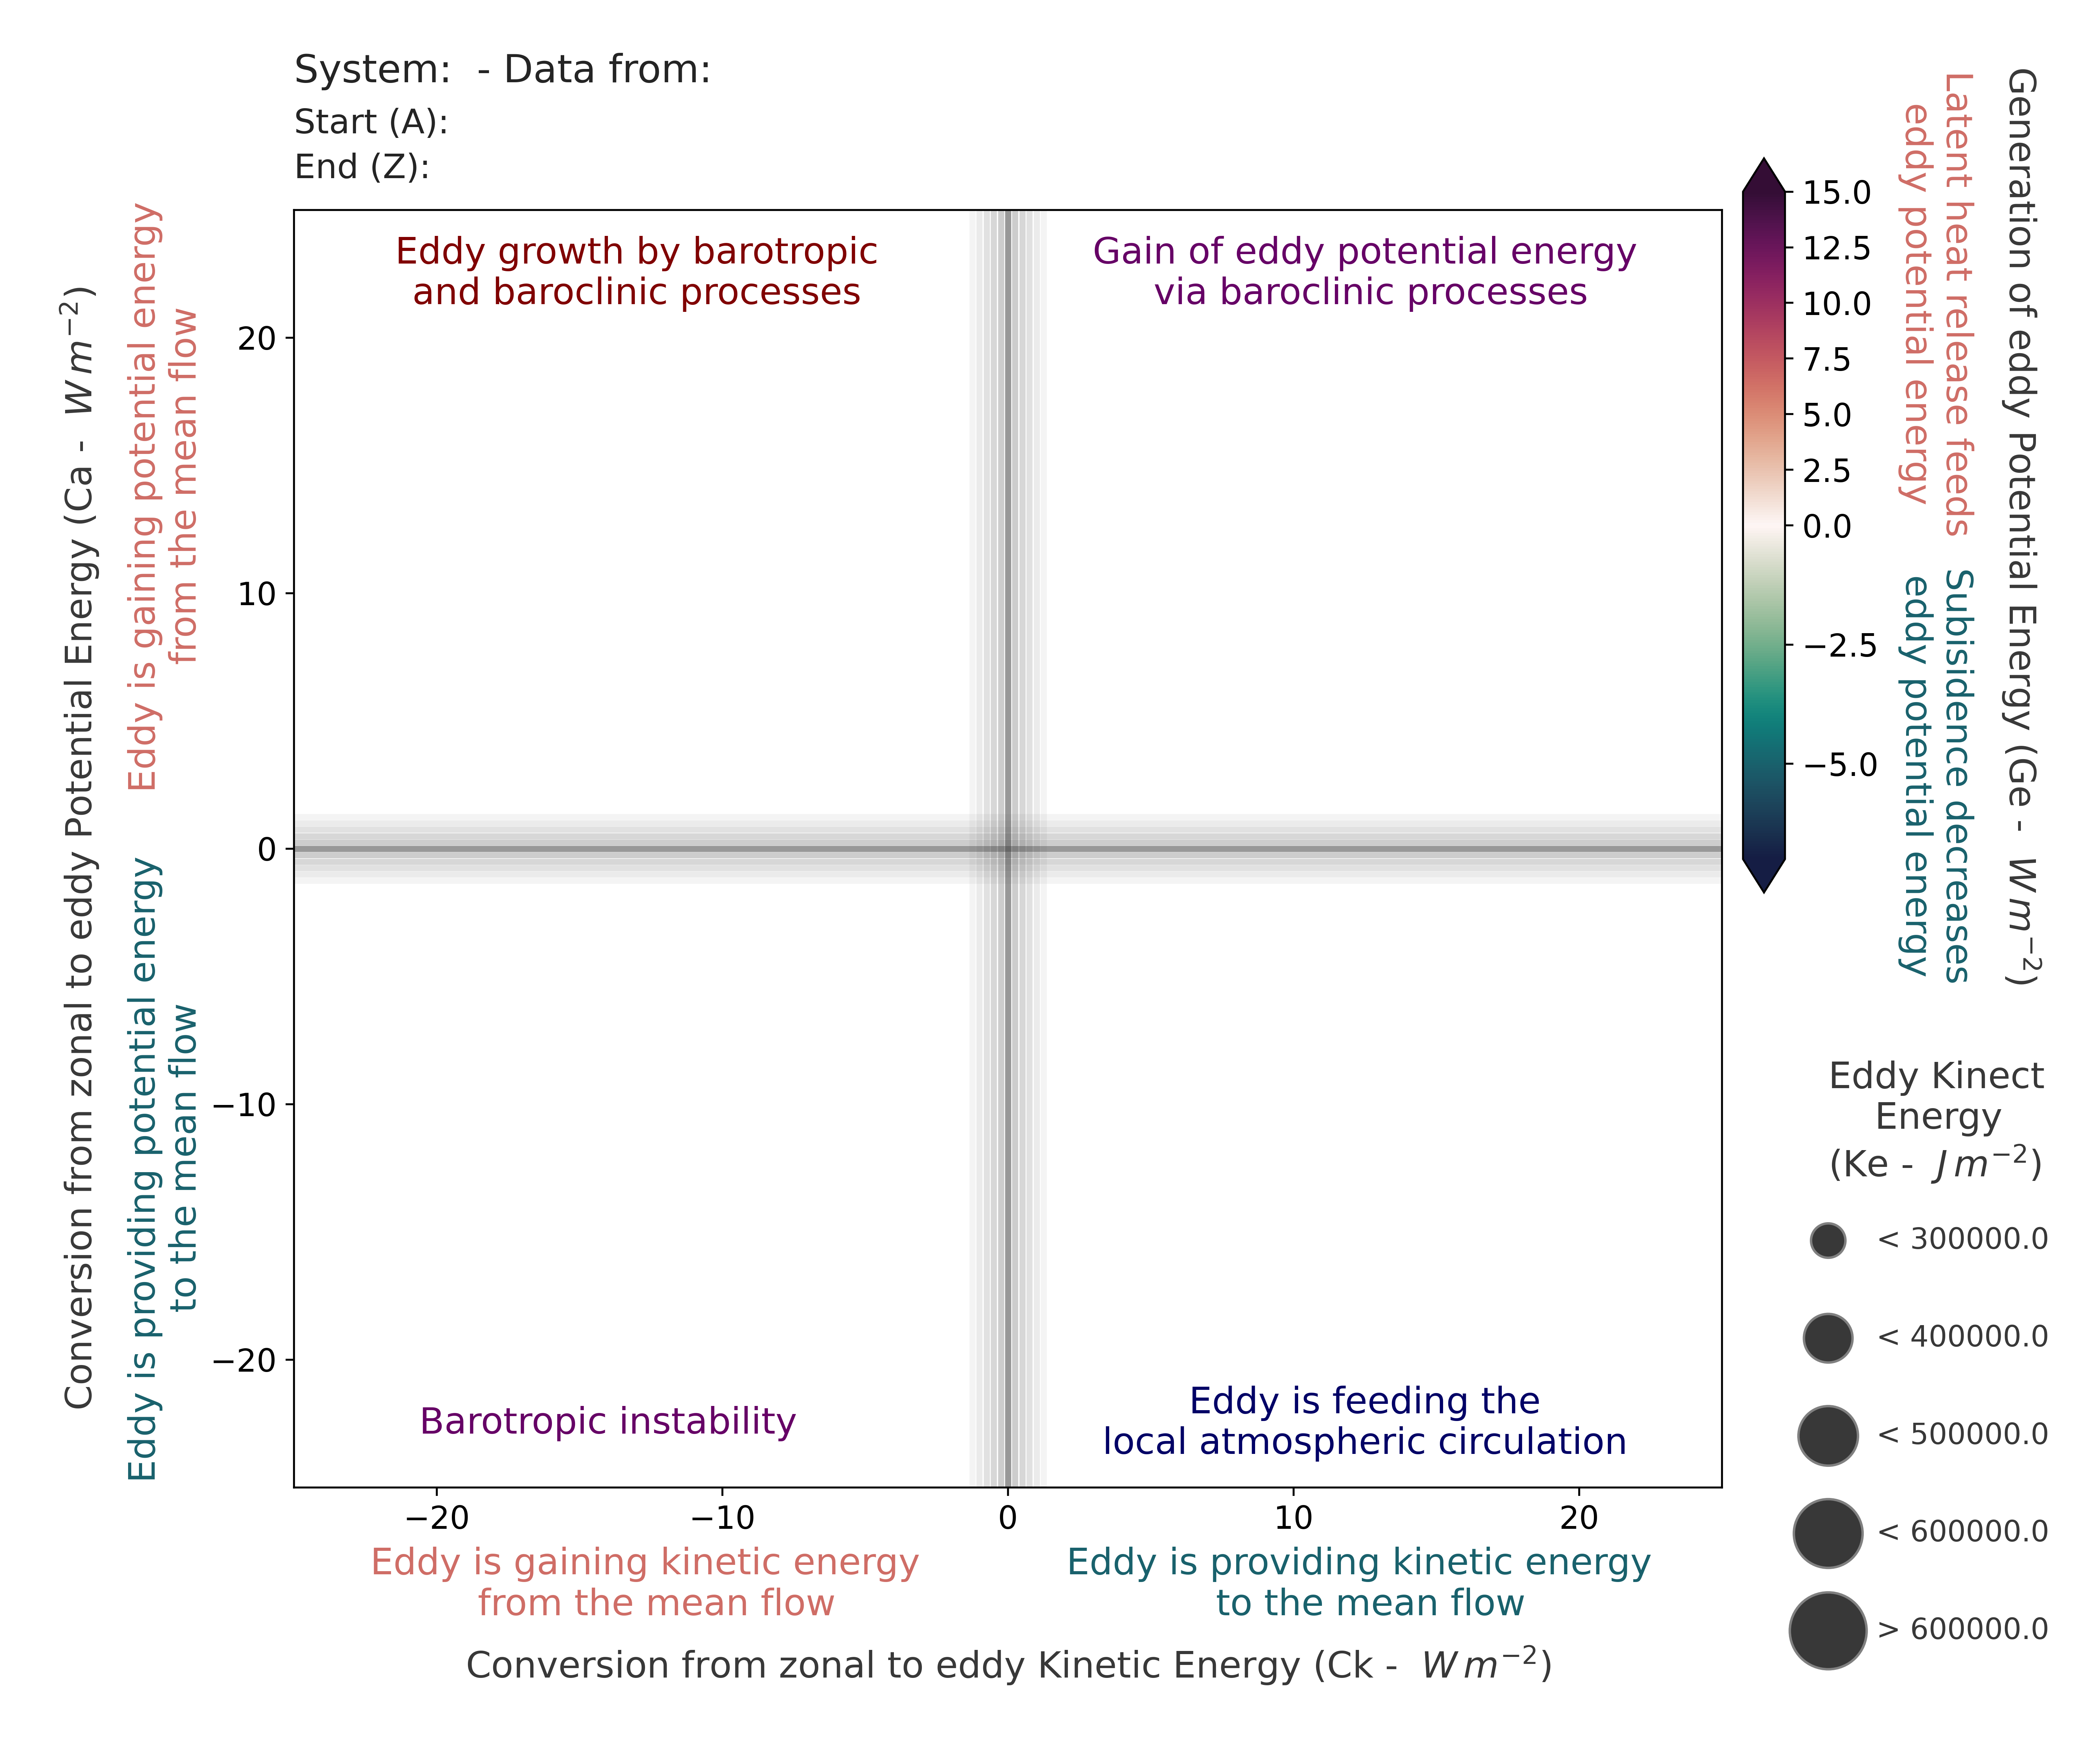 System:  - Data from:
Start (A):
End (Z):
Conversion from zonal to eddy Potential Energy (Ca - W m⁻²)
Eddy is gaining potential energy
from the mean flow
Eddy is providing potential energy
to the mean flow
20
10
0
−10
−20
Eddy growth by barotropic
and baroclinic processes
Gain of eddy potential energy
via baroclinic processes
Barotropic instability
Eddy is feeding the
local atmospheric circulation
−20
−10
0
10
20
Eddy is gaining kinetic energy
from the mean flow
Eddy is providing kinetic energy
to the mean flow
Conversion from zonal to eddy Kinetic Energy (Ck - W m⁻²)
15.0
12.5
10.0
7.5
5.0
2.5
0.0
−2.5
−5.0
Latent heat release feeds
eddy potential energy
Subisidence decreases
eddy potential energy
Generation of eddy Potential Energy (Ge - W m⁻²)
Eddy Kinect
Energy
(Ke - J m⁻²)
< 300000.0
< 400000.0
< 500000.0
< 600000.0
> 600000.0